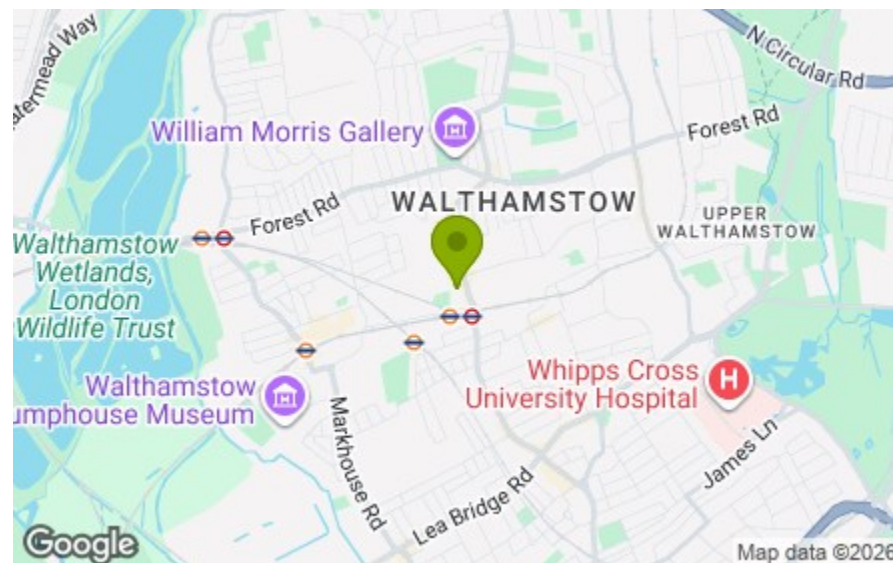 N Circular Rd
William Morris Gallery
Forest Rd
WALTHAMSTOW
UPPER
WALTHAMSTOW
Forest Rd
Walthamstow
Wetlands,
London
Wildlife Trust
Whipps Cross
University Hospital
H
Walthamstow
umphouse Museum
Markhouse Rd
Lea Bridge Rd
James Ln
Google
Map data ©2026